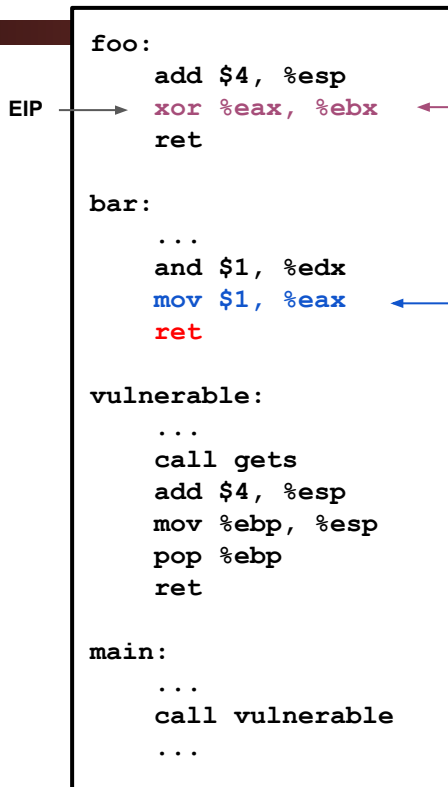 foo:
add $4, %esp
EIP xor %eax, %ebx
ret
bar:
...
and $1, %edx
mov $1, %eax
ret
vulnerable:
...
call gets
add $4, %esp
mov %ebp, %esp
pop %ebp
ret
main:
...
call vulnerable
...